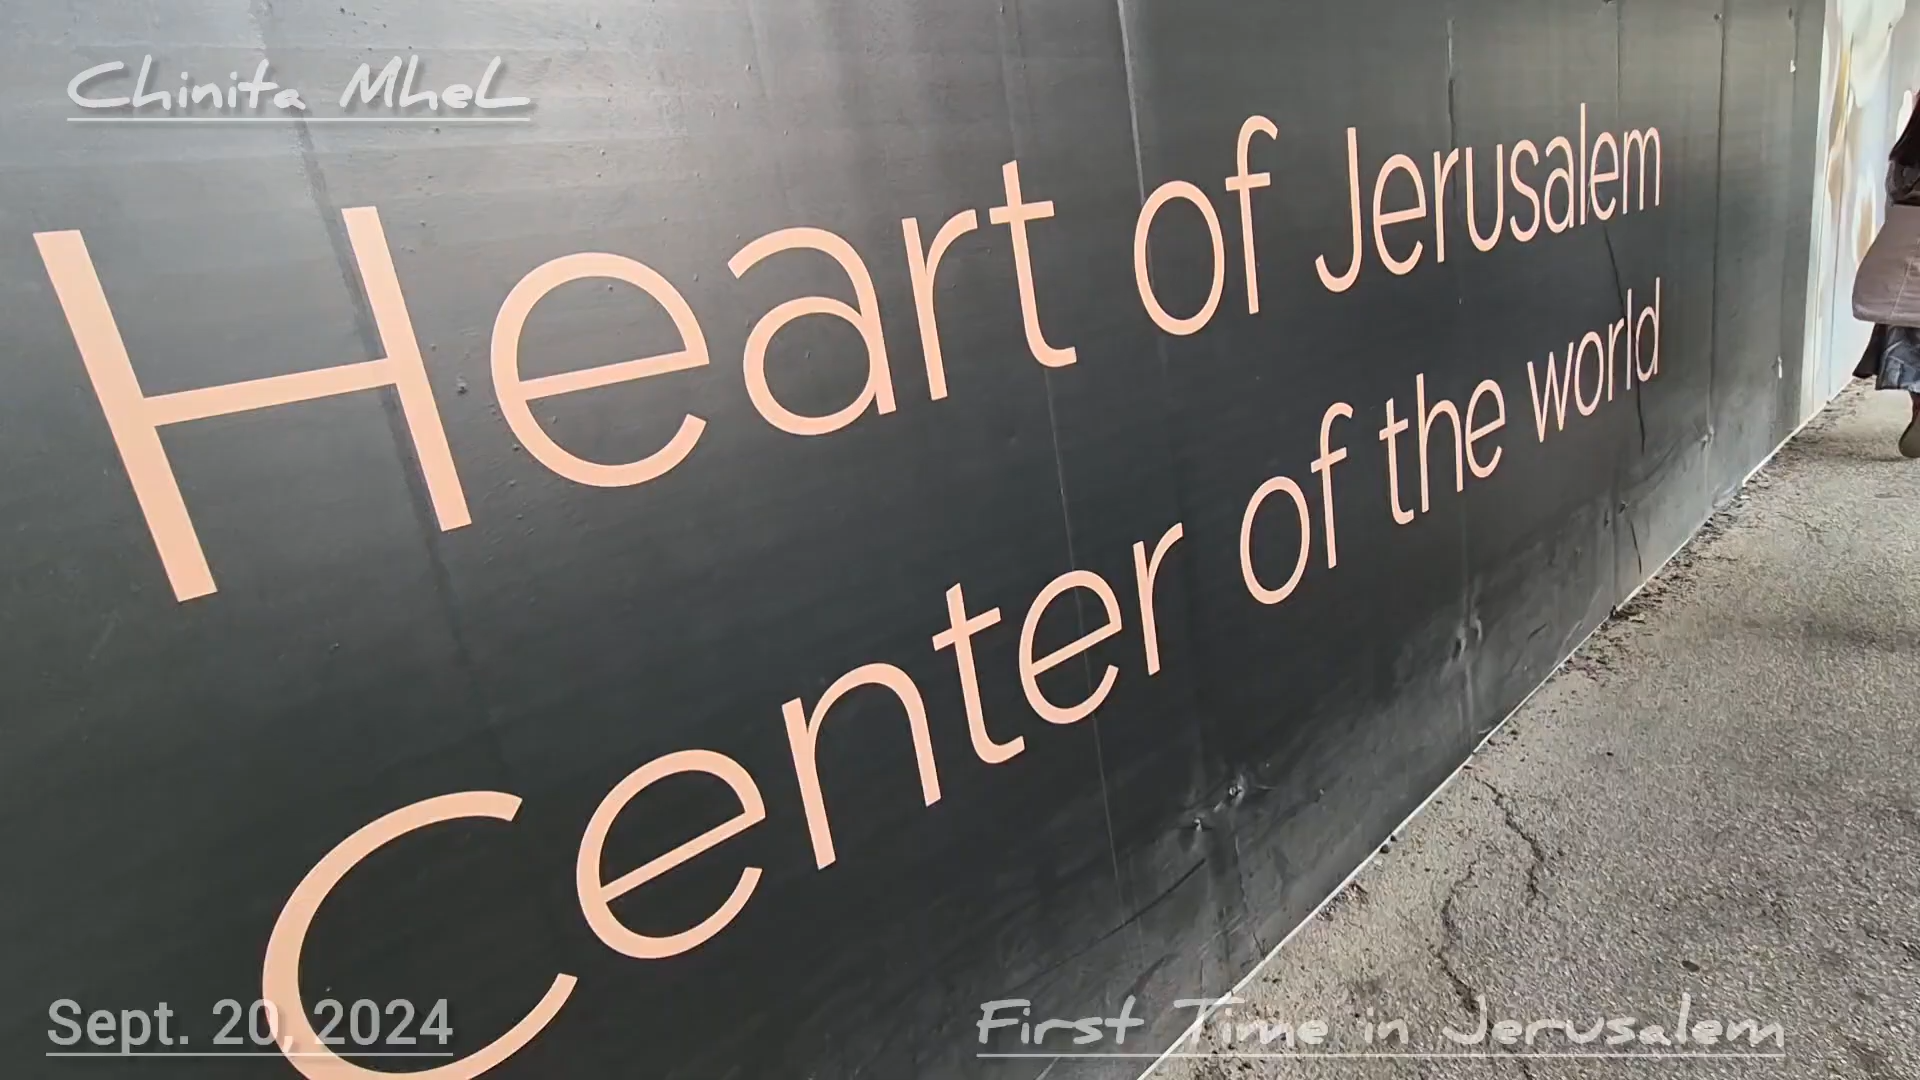 Chinita MheL
Heart of Jerusalem
Center of the world
Sept. 20, 2024
First Time in Jerusalem